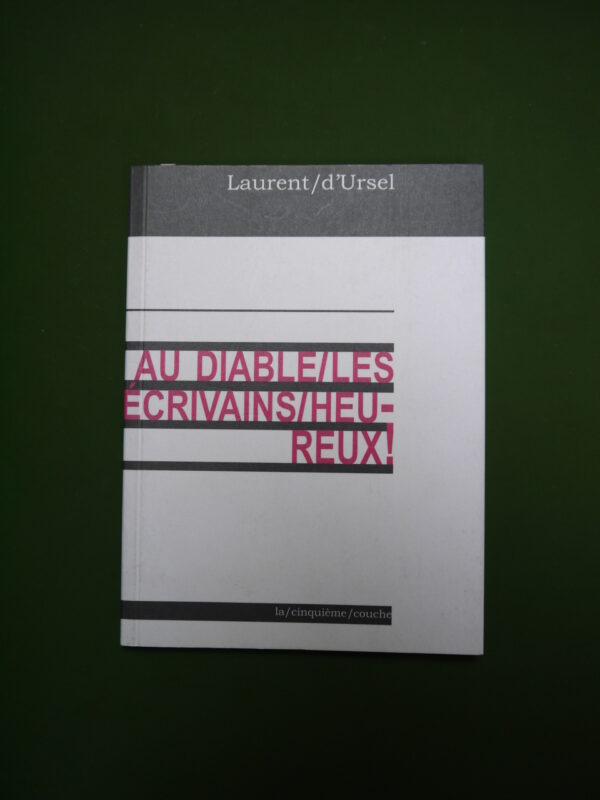 Laurent/d'Ursel
AU DIABLE/LES
ÉCRIVAINS/HEU-
REUX!
la/cinquième/couche